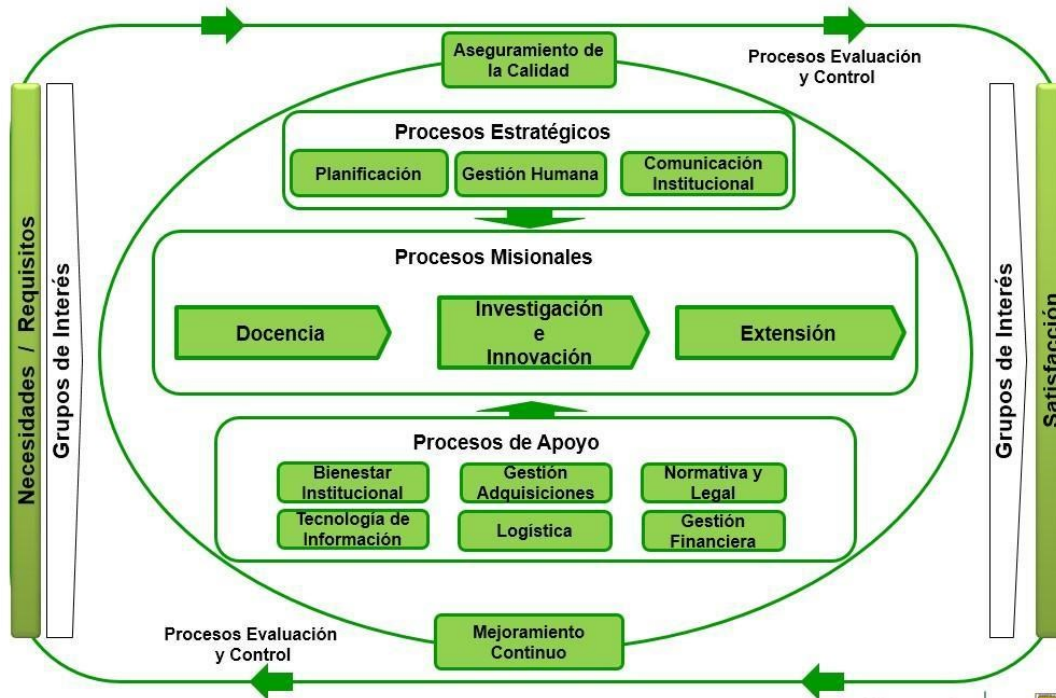 Aseguramiento de
la Calidad
Procesos Evaluación
y Control
Necesidades / Requisitos
Grupos de Interés
Procesos Estratégicos
Planificación
Gestión Humana
Comunicación
Institucional
Procesos Misionales
Docencia
Investigación
e
Innovación
Extensión
Procesos de Apoyo
Bienestar
Institucional
Gestión
Adquisiciones
Normativa y
Legal
Tecnología de
Información
Logística
Gestión
Financiera
Grupos de Interés
Satisfacción
Procesos Evaluación
y Control
Mejoramiento
Continuo